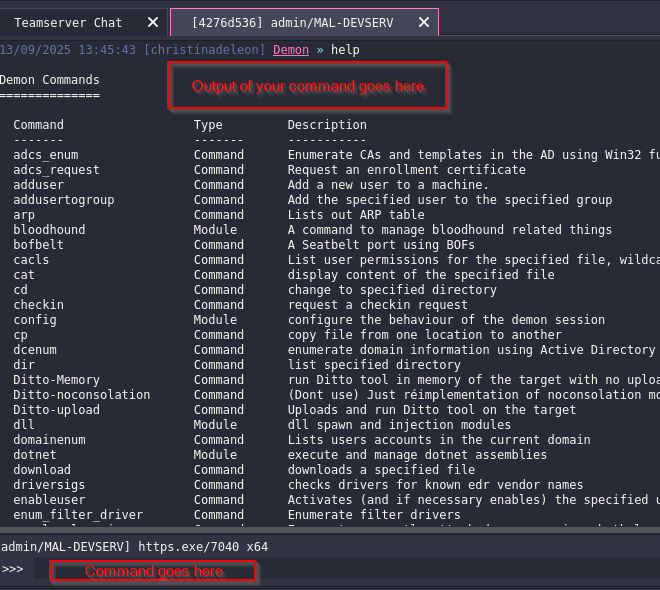 Teamserver Chat ✕ [4276d536] admin/MAL-DEVSERV ✕
13/09/2025 13:45:43 [christinadeleon] Demon » help
Demon Commands
==============
Output of your command goes here
Command Type Description
------- ------- -----------
adcs_enum Command Enumerate CAs and templates in the AD using Win32 fu
adcs_request Command Request an enrollment certificate
adduser Command Add a new user to a machine.
addusertogroup Command Add the specified user to the specified group
arp Command Lists out ARP table
bloodhound Module A command to manage bloodhound related things
bofbelt Command A Seatbelt port using BOFs
cacls Command List user permissions for the specified file, wildca
cat Command display content of the specified file
cd Command change to specified directory
checkin Command request a checkin request
config Module configure the behaviour of the demon session
cp Command copy file from one location to another
dcenum Command enumerate domain information using Active Directory
dir Command list specified directory
Ditto-Memory Command run Ditto tool in memory of the target with no uploa
Ditto-noconsolation Command (Dont use) Just réimplementation of noconsolation mo
Ditto-upload Command Uploads and run Ditto tool on the target
dll Module dll spawn and injection modules
domainenum Command Lists users accounts in the current domain
dotnet Module execute and manage dotnet assemblies
download Command downloads a specified file
driversigs Command checks drivers for known edr vendor names
enableuser Command Activates (and if necessary enables) the specified u
enum_filter_driver Command Enumerate filter drivers
admin/MAL-DEVSERV] https.exe/7040 x64
>>> Command goes here